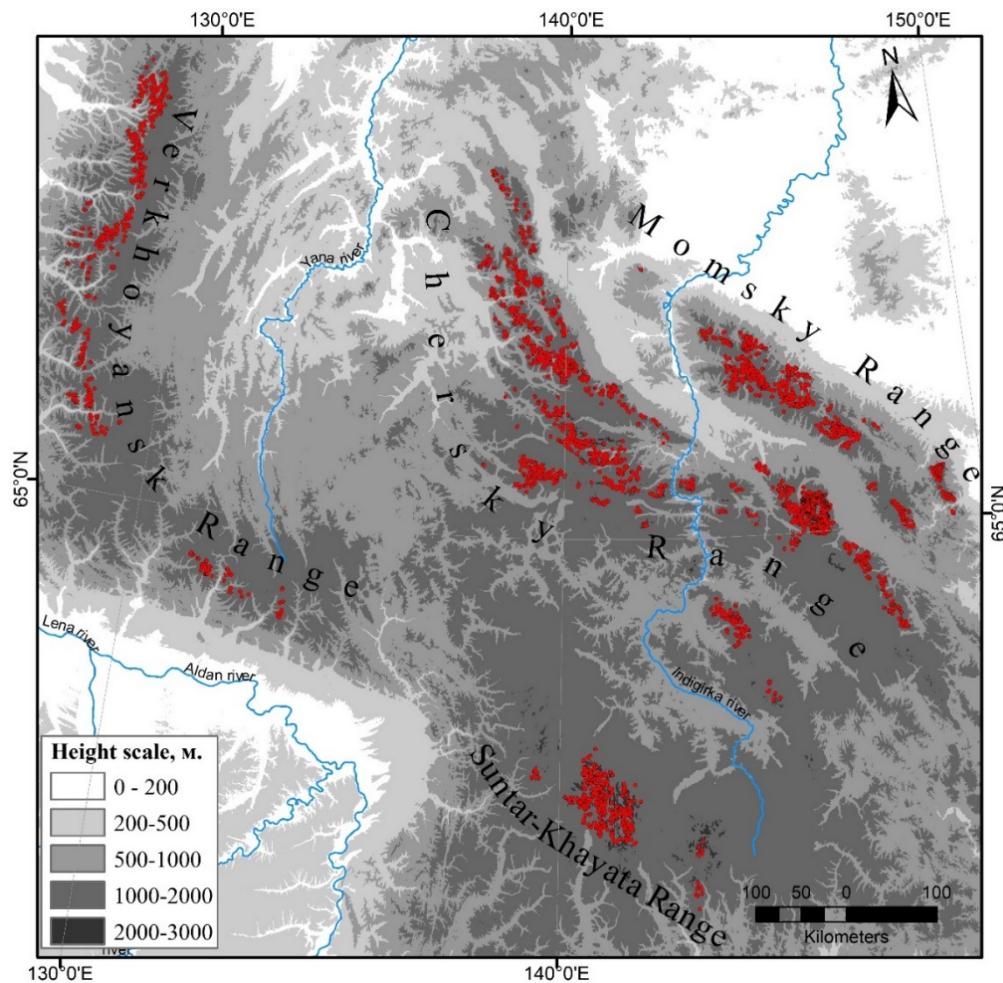 130°0'E 140°0'E 150°0'E
N
Verkhoyansk
Range
Chersky
Range
Momsky Range
Yana river
65°0'N
65°0'N
Lena river
Aldan river
Indigirka river
Suntar-Khayata Range
Height scale, м.
0 - 200
200-500
500-1000
1000-2000
2000-3000
river
100 50 0 100
Kilometers
130°0'E 140°0'E